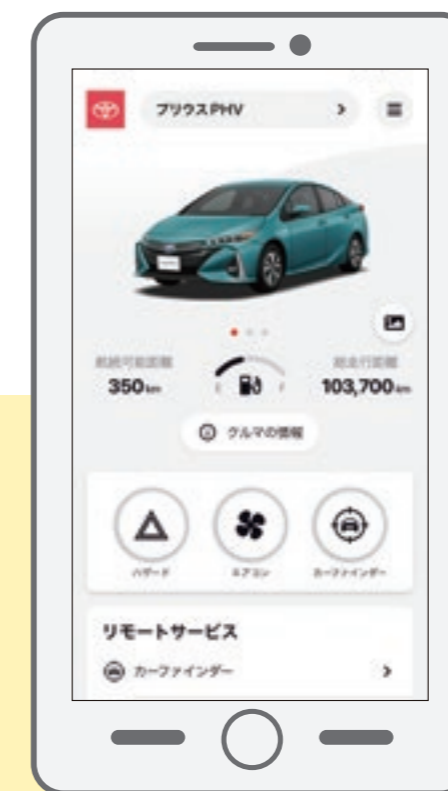 プリウスPHV
航続可能距離
総走行距離
350km
103,700km
クルマの情報
ハザード
エアコン
カーファインダー
リモートサービス
カーファインダー